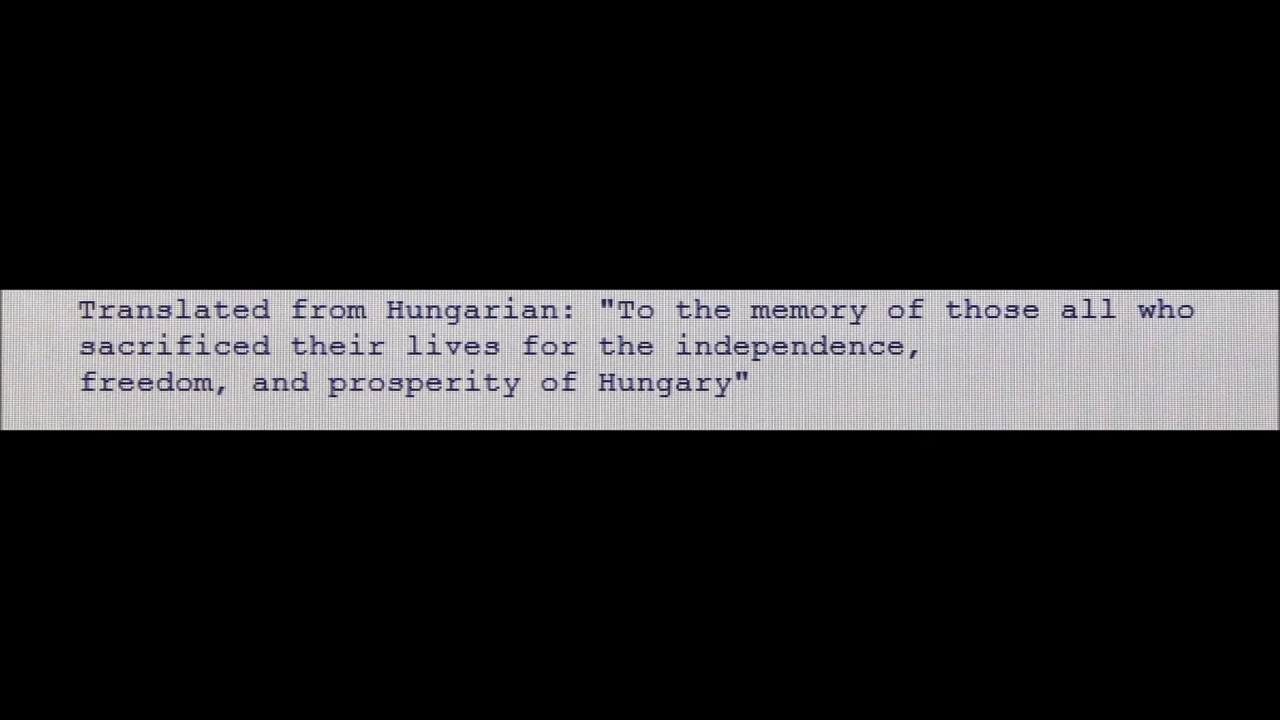 Translated from Hungarian: "To the memory of those all who
sacrificed their lives for the independence,
freedom, and prosperity of Hungary"